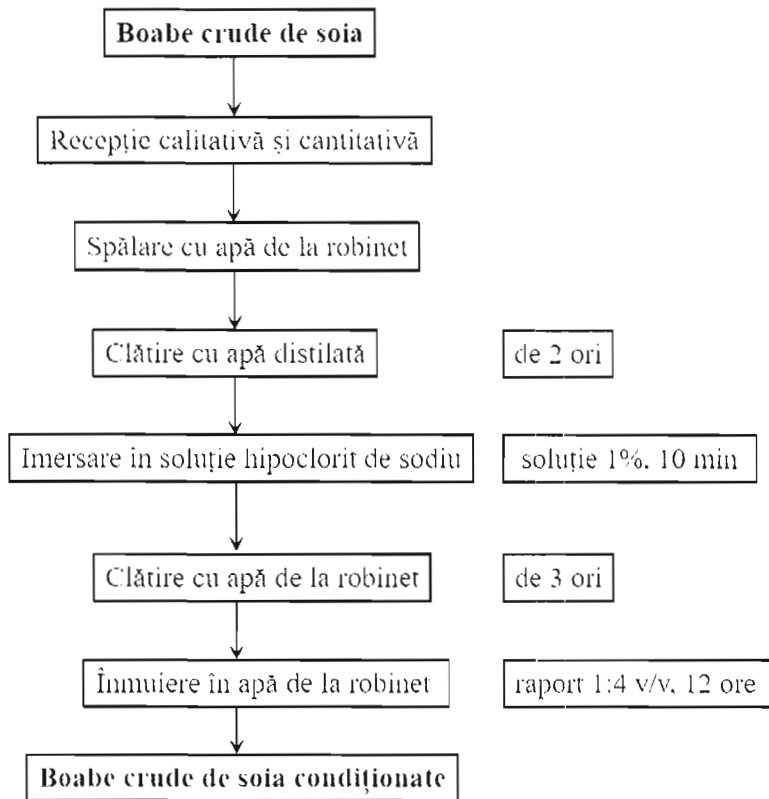 Boabe crude de soia
Recepție calitativă și cantitativă
Spălare cu apă de la robinet
Clătire cu apă distilată
de 2 ori
Imersare în soluție hipoclorit de sodiu
soluție 1%. 10 min
Clătire cu apă de la robinet
de 3 ori
Înmuiere în apă de la robinet
raport 1:4 v/v. 12 ore
Boabe crude de soia condiționate